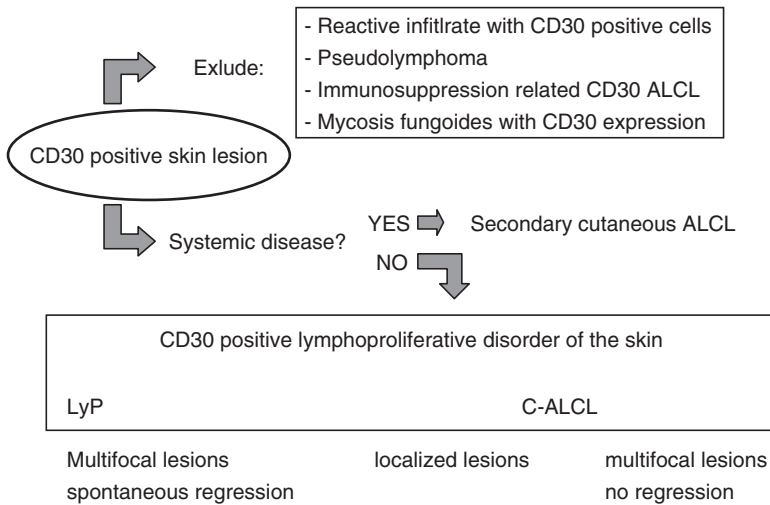 - Reactive infitlrate with CD30 positive cells
Exlude:
- Pseudolymphoma
- Immunosuppression related CD30 ALCL
- Mycosis fungoides with CD30 expression
CD30 positive skin lesion
Systemic disease?
YES
Secondary cutaneous ALCL
NO
CD30 positive lymphoproliferative disorder of the skin
LyP
C-ALCL
Multifocal lesions
spontaneous regression
localized lesions
multifocal lesions
no regression